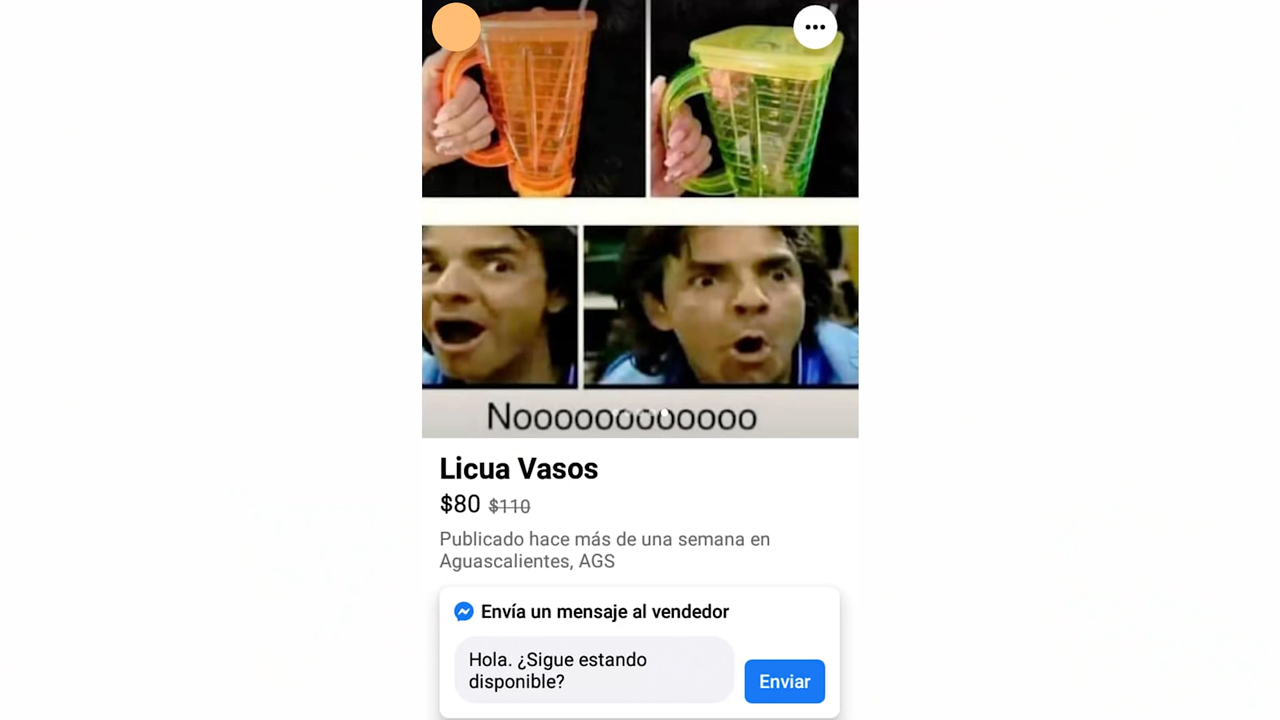 Nooooooooooo
Licua Vasos
$80 $110
Publicado hace más de una semana en
Aguascalientes, AGS
Envía un mensaje al vendedor
Hola. ¿Sigue estando
disponible?
Enviar